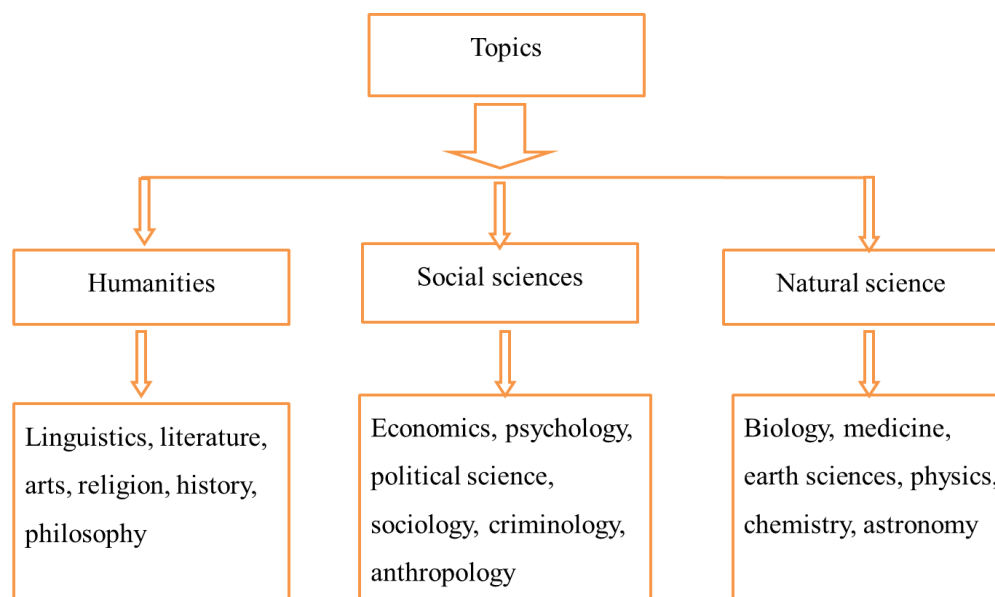 Topics
Humanities
Social sciences
Natural science
Linguistics, literature,
arts, religion, history,
philosophy
Economics, psychology,
political science,
sociology, criminology,
anthropology
Biology, medicine,
earth sciences, physics,
chemistry, astronomy